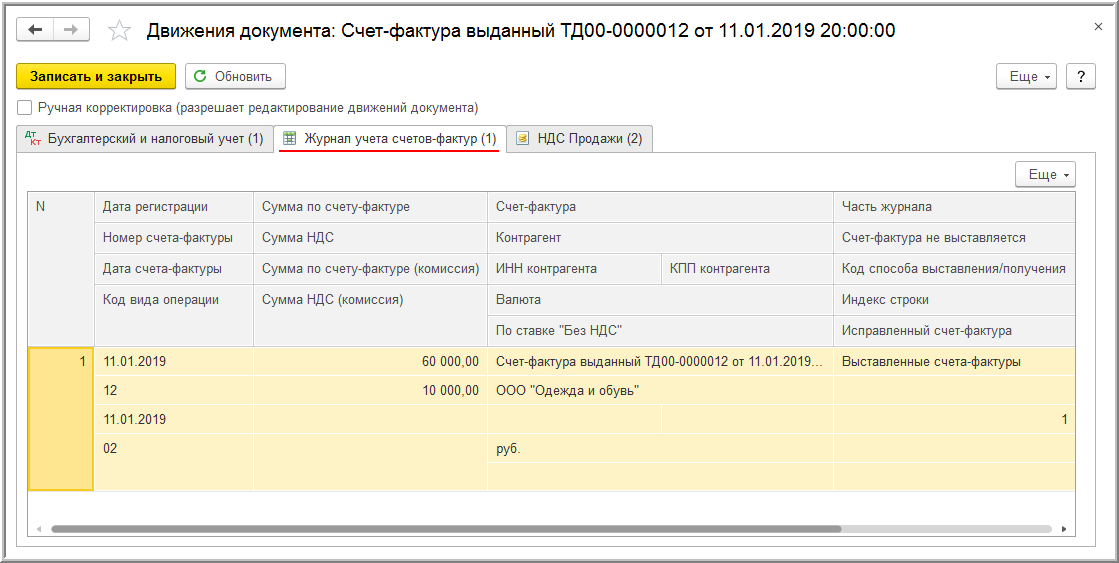 Движения документа: Счет-фактура выданный ТД00-0000012 от 11.01.2019 20:00:00
Записать и закрыть Обновить Еще ?
Ручная корректировка (разрешает редактирование движений документа)
Дт Кт Бухгалтерский и налоговый учет (1) Журнал учета счетов-фактур (1) НДС Продажи (2)
Еще
N Дата регистрации Сумма по счету-фактуре Счет-фактура Часть журнала
Номер счета-фактуры Сумма НДС Контрагент Счет-фактура не выставляется
Дата счета-фактуры Сумма по счету-фактуре (комиссия) ИНН контрагента КПП контрагента Код способа выставления/получения
Код вида операции Сумма НДС (комиссия) Валюта Индекс строки
По ставке "Без НДС" Исправленный счет-фактура
1 11.01.2019 60 000,00 Счет-фактура выданный ТД00-0000012 от 11.01.2019... Выставленные счета-фактуры
12 10 000,00 ООО "Одежда и обувь"
11.01.2019 1
02 руб.